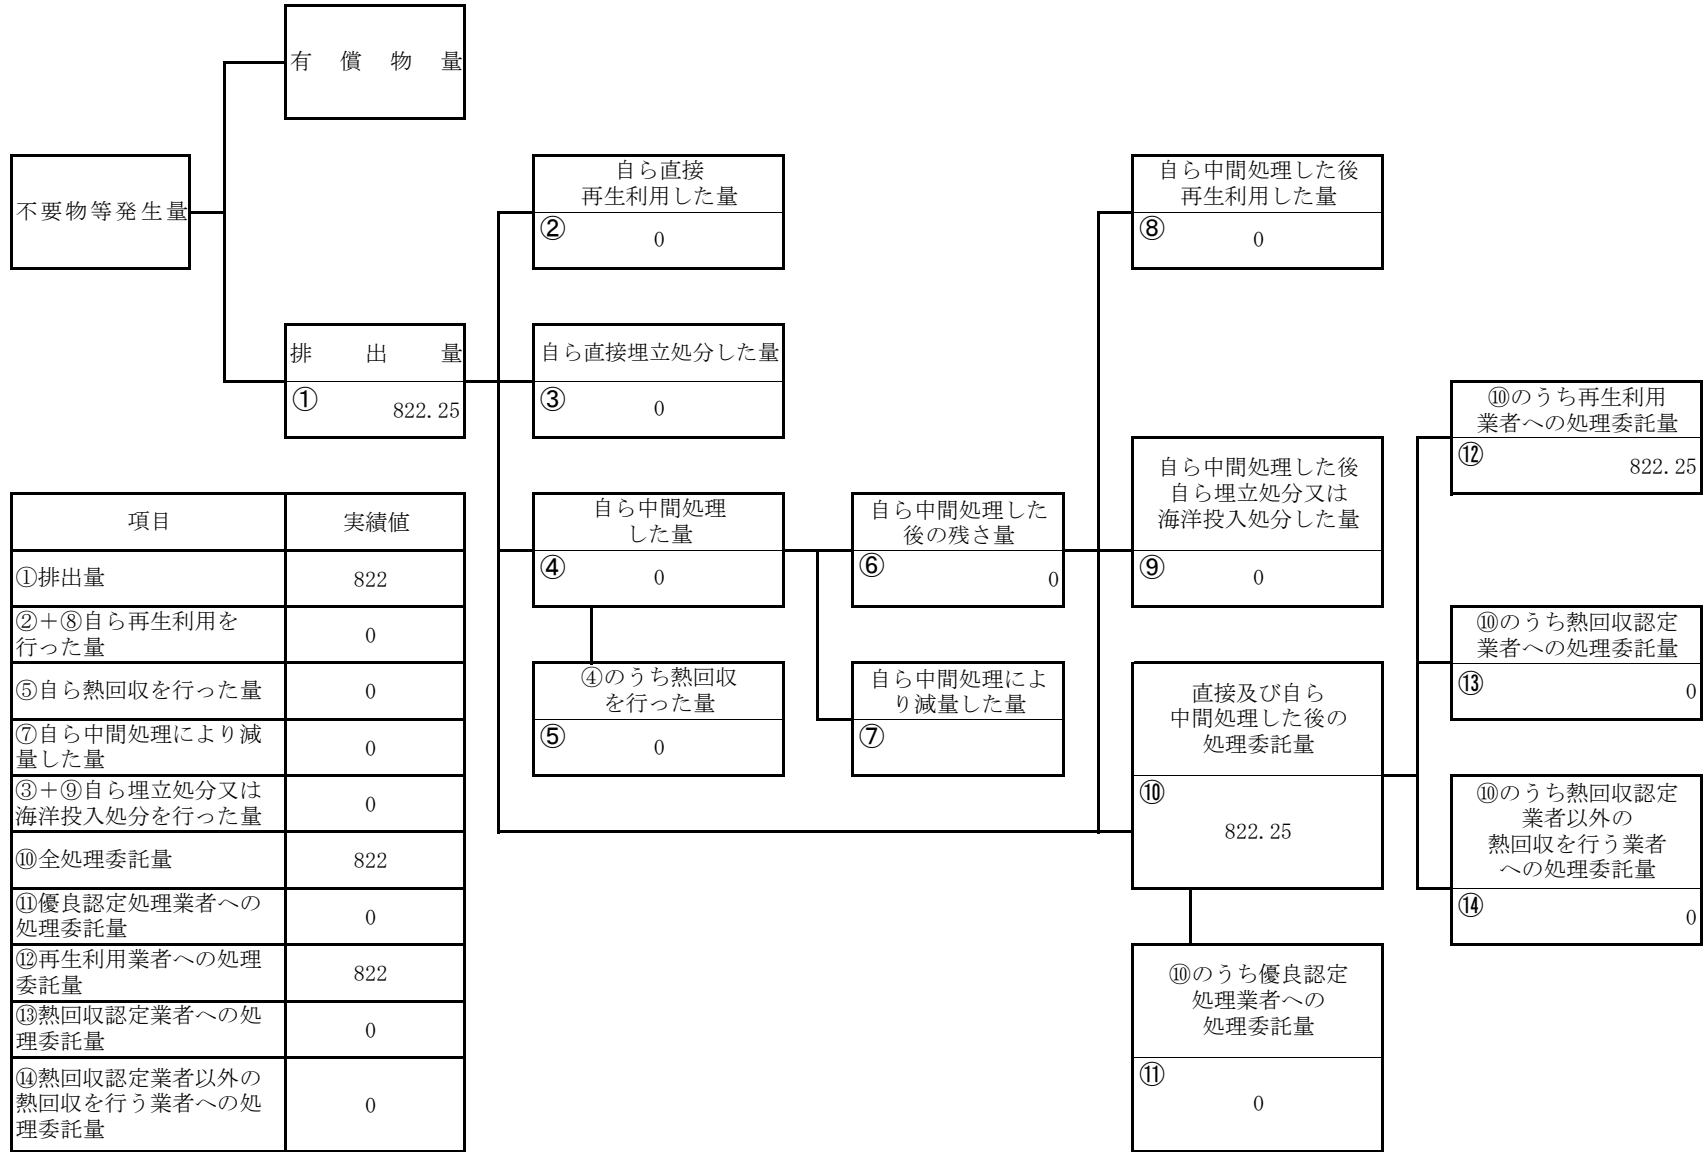 有償物量
不要物等発生量
排出量
①
822.25
自ら直接
再生利用した量
②
0
自ら直接埋立処分した量
③
0
自ら中間処理
した量
④
0
④のうち熱回収
を行った量
⑤
0
自ら中間処理した
後の残さ量
⑥
0
自ら中間処理によ
り減量した量
⑦
自ら中間処理した後
再生利用した量
⑧
0
自ら中間処理した後
自ら埋立処分又は
海洋投入処分した量
⑨
0
直接及び自ら
中間処理した後の
処理委託量
⑩
822.25
⑩のうち優良認定
処理業者への
処理委託量
⑪
0
⑩のうち再生利用
業者への処理委託量
⑫
822.25
⑩のうち熱回収認定
業者への処理委託量
⑬
0
⑩のうち熱回収認定
業者以外の
熱回収を行う業者
への処理委託量
⑭
0
項目 実績値
①排出量 822
②+⑧自ら再生利用を
行った量 0
⑤自ら熱回収を行った量 0
⑦自ら中間処理により減
量した量 0
③+⑨自ら埋立処分又は
海洋投入処分を行った量 0
⑩全処理委託量 822
⑪優良認定処理業者への
処理委託量 0
⑫再生利用業者への処理
委託量 822
⑬熱回収認定業者への処
理委託量 0
⑭熱回収認定業者以外の
熱回収を行う業者への処
理委託量 0